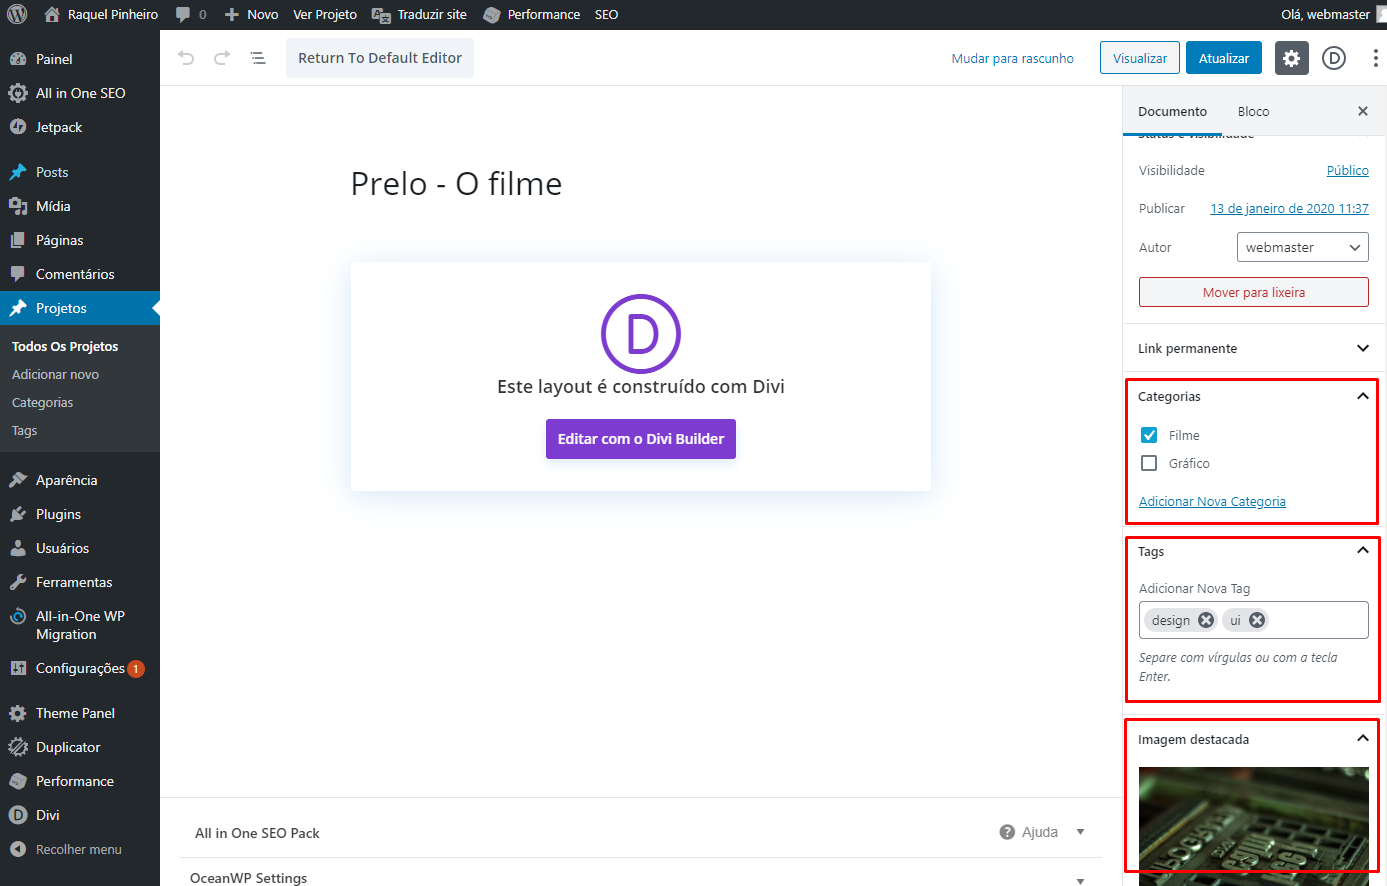 Raquel Pinheiro
0
Novo
Ver Projeto
Traduzir site
Performance
SEO
Olá, webmaster
Painel
All in One SEO
Jetpack
Posts
Mídia
Páginas
Comentários
Projetos
Todos Os Projetos
Adicionar novo
Categorias
Tags
Aparência
Plugins
Usuários
Ferramentas
All-in-One WP
Migration
Configurações 1
Theme Panel
Duplicator
Performance
Divi
Recolher menu
Return To Default Editor
Mudar para rascunho
Visualizar
Atualizar
D
Prelo - O filme
D
Este layout é construído com Divi
Editar com o Divi Builder
All in One SEO Pack
Ajuda
OceanWP Settings
Documento
Bloco
Status e visibilidade
Visibilidade
Público
Publicar
13 de janeiro de 2020 11:37
Autor
webmaster
Mover para lixeira
Link permanente
Categorias
Filme
Gráfico
Adicionar Nova Categoria
Tags
Adicionar Nova Tag
design
ui
Separe com vírgulas ou com a tecla
Enter.
Imagem destacada